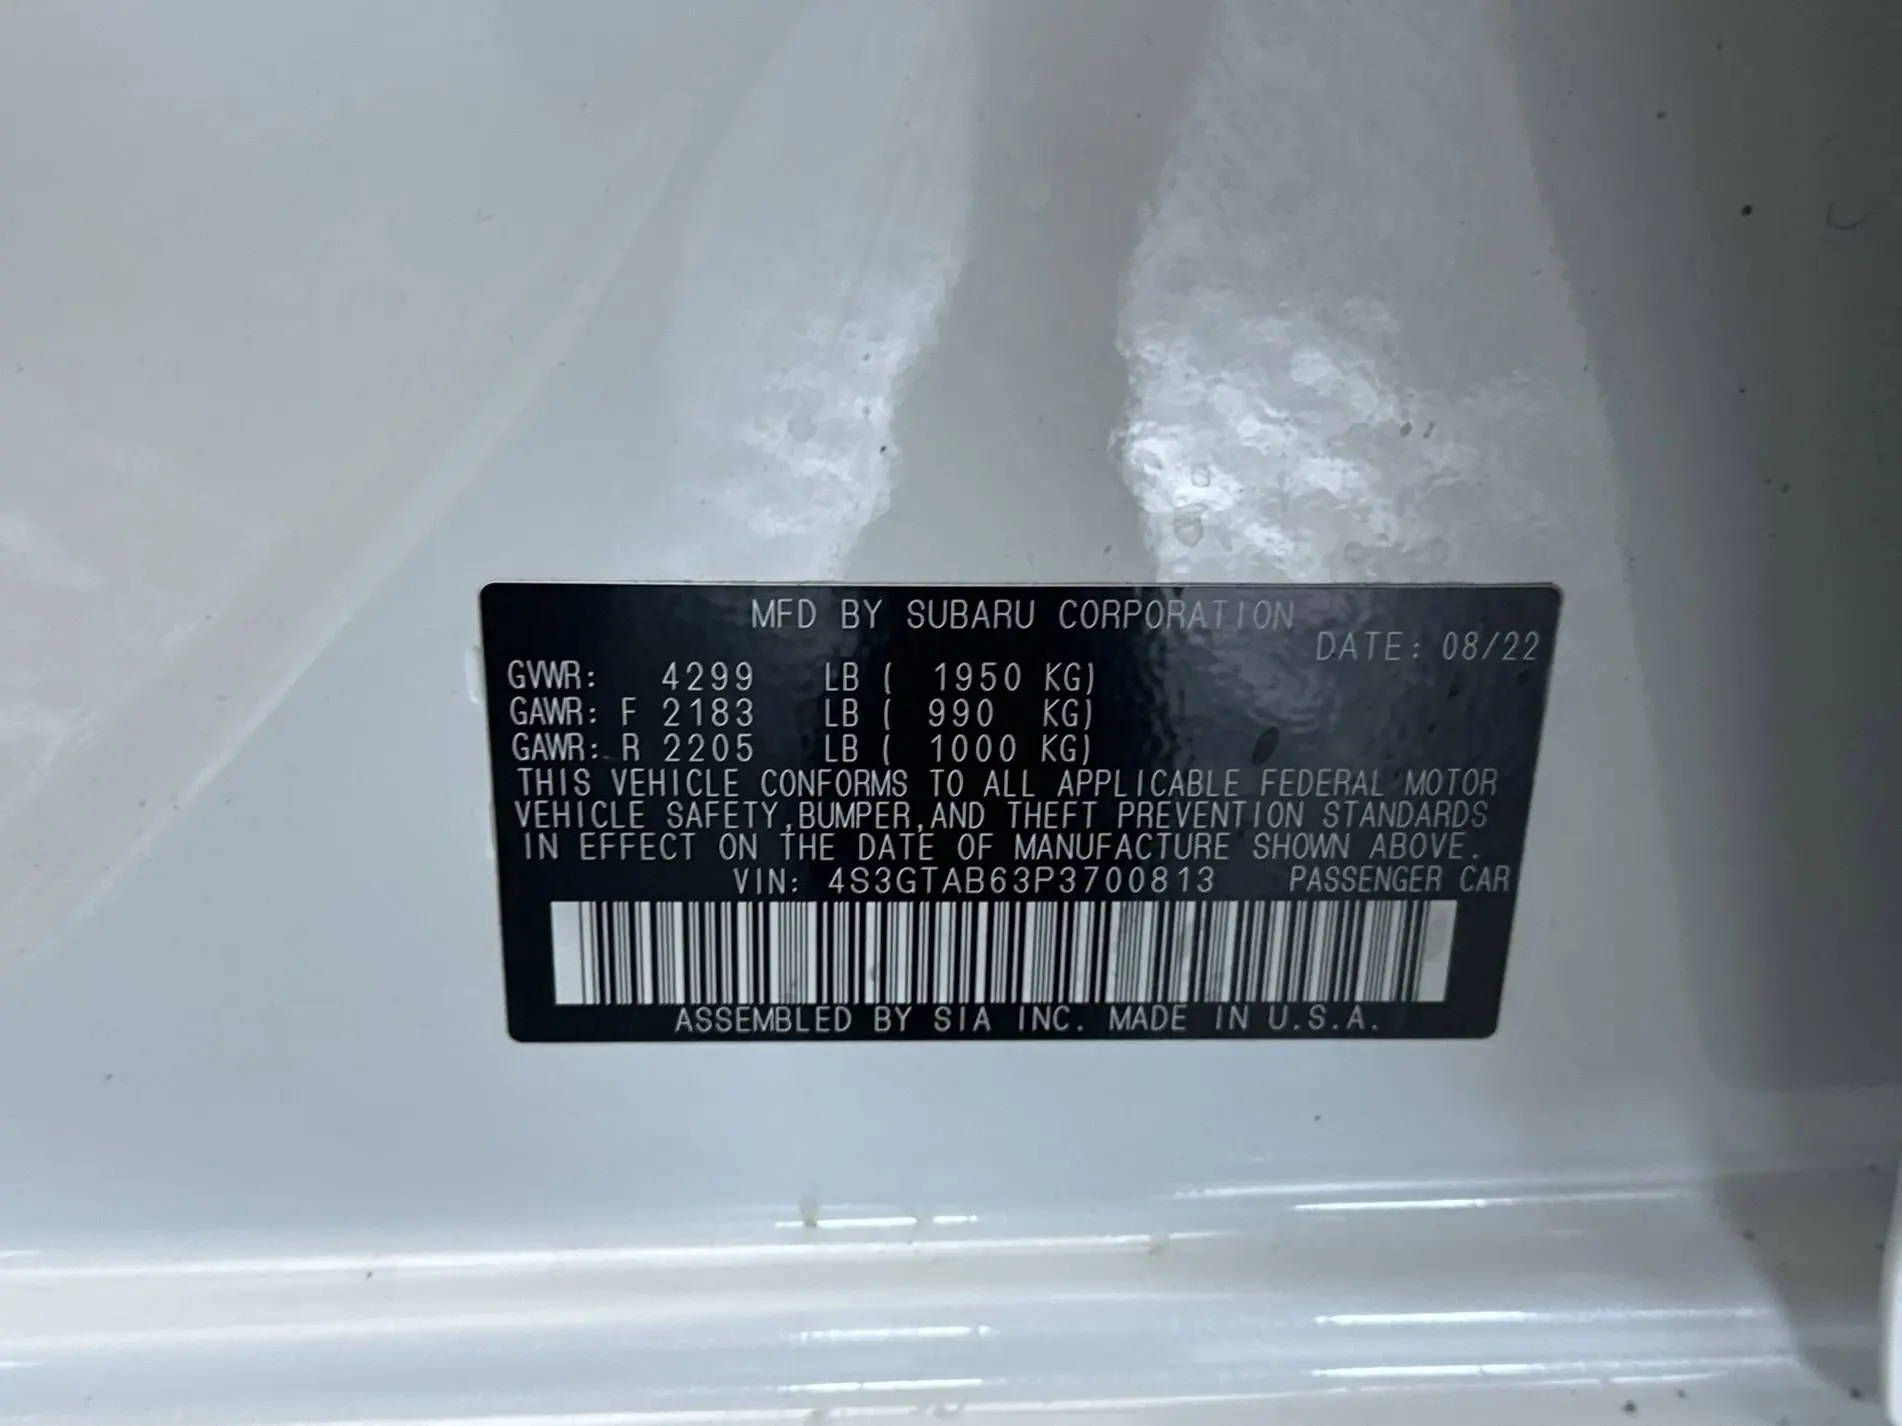 MFD BY SUBARU CORPORATION
DATE: 08/22
GVWR: 4299 LB ( 1950 KG)
GAWR: F 2183 LB ( 990 KG)
GAWR: R 2205 LB ( 1000 KG)
THIS VEHICLE CONFORMS TO ALL APPLICABLE FEDERAL MOTOR
VEHICLE SAFETY,BUMPER,AND THEFT PREVENTION STANDARDS
IN EFFECT ON THE DATE OF MANUFACTURE SHOWN ABOVE.
VIN: 4S3GTAB63P3700813 PASSENGER CAR
ASSEMBLED BY SIA INC. MADE IN U.S.A.